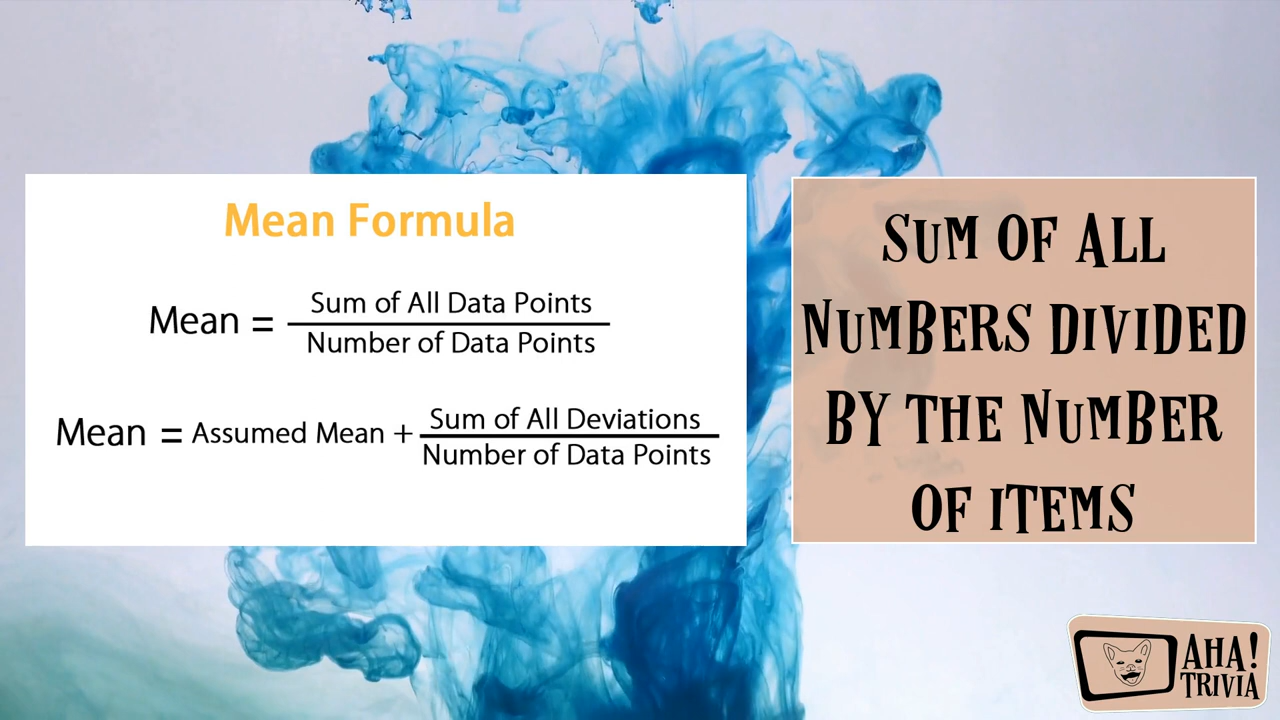 Mean Formula
Mean = Sum of All Data Points
Number of Data Points
Mean = Assumed Mean + Sum of All Deviations
Number of Data Points
SUM OF ALL
NUMBERS DIVIDED
BY THE NUMBER
OF ITEMS
AHA!
TRIVIA